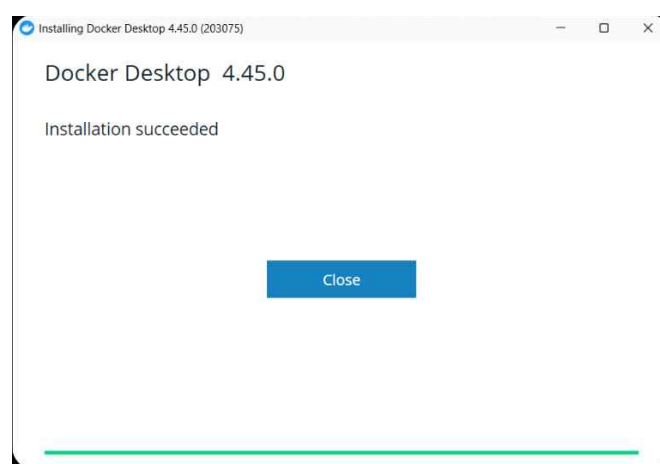 Installing Docker Desktop 4.45.0 (203075)
Docker Desktop 4.45.0
Installation succeeded
Close